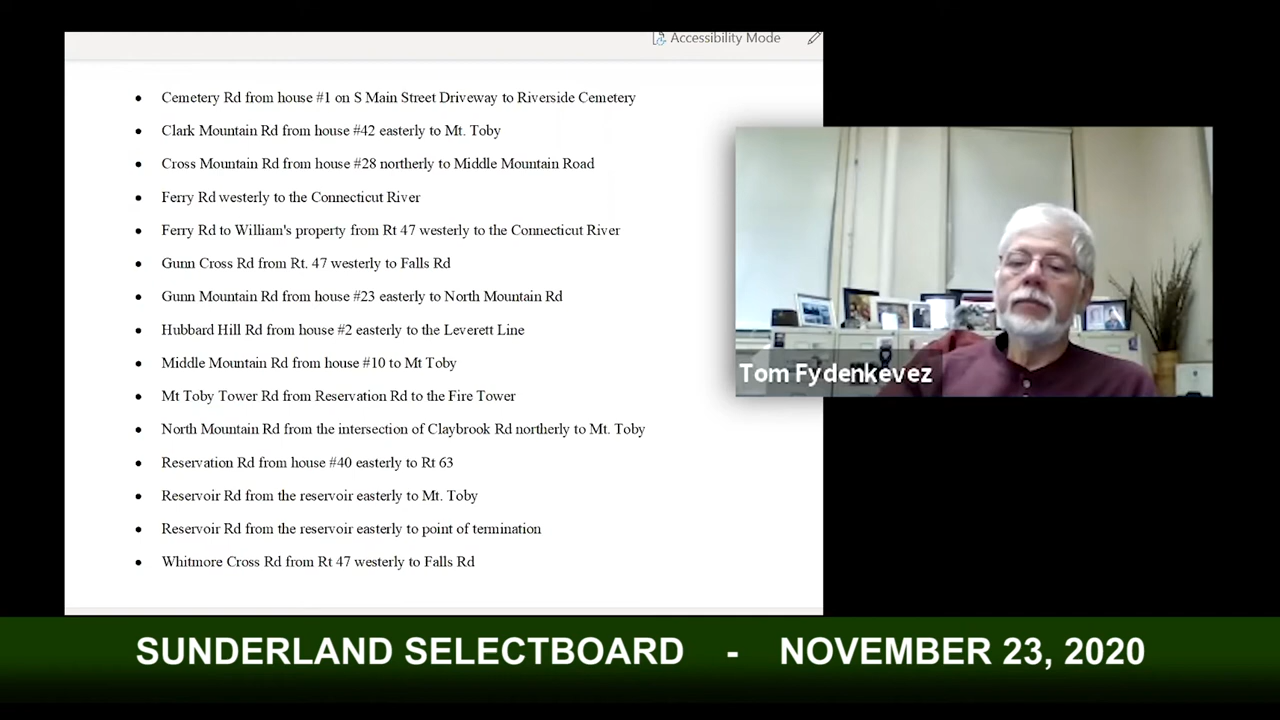 Accessibility Mode
Cemetery Rd from house #1 on S Main Street Driveway to Riverside Cemetery
Clark Mountain Rd from house #42 easterly to Mt. Toby
Cross Mountain Rd from house #28 northerly to Middle Mountain Road
Ferry Rd westerly to the Connecticut River
Ferry Rd to William's property from Rt 47 westerly to the Connecticut River
Gunn Cross Rd from Rt. 47 westerly to Falls Rd
Gunn Mountain Rd from house #23 easterly to North Mountain Rd
Hubbard Hill Rd from house #2 easterly to the Leverett Line
Middle Mountain Rd from house #10 to Mt Toby
Mt Toby Tower Rd from Reservation Rd to the Fire Tower
North Mountain Rd from the intersection of Claybrook Rd northerly to Mt. Toby
Reservation Rd from house #40 easterly to Rt 63
Reservoir Rd from the reservoir easterly to Mt. Toby
Reservoir Rd from the reservoir easterly to point of termination
Whitmore Cross Rd from Rt 47 westerly to Falls Rd
Tom Fydenkevez
SUNDERLAND SELECTBOARD - NOVEMBER 23, 2020